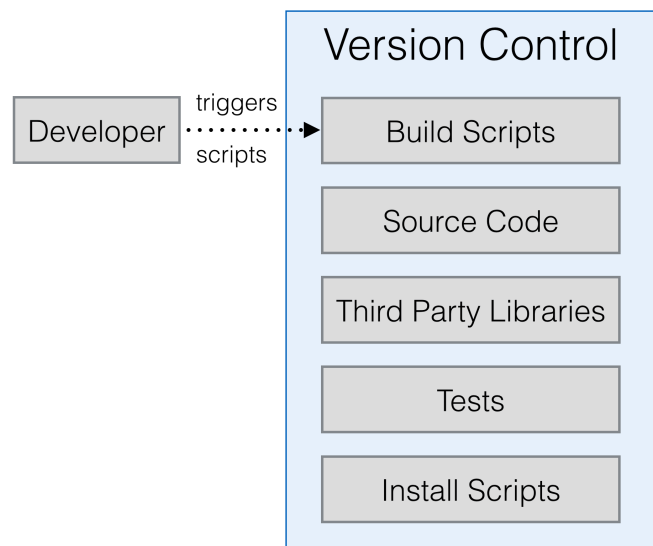 Version Control
Developer
triggers
scripts
Build Scripts
Source Code
Third Party Libraries
Tests
Install Scripts